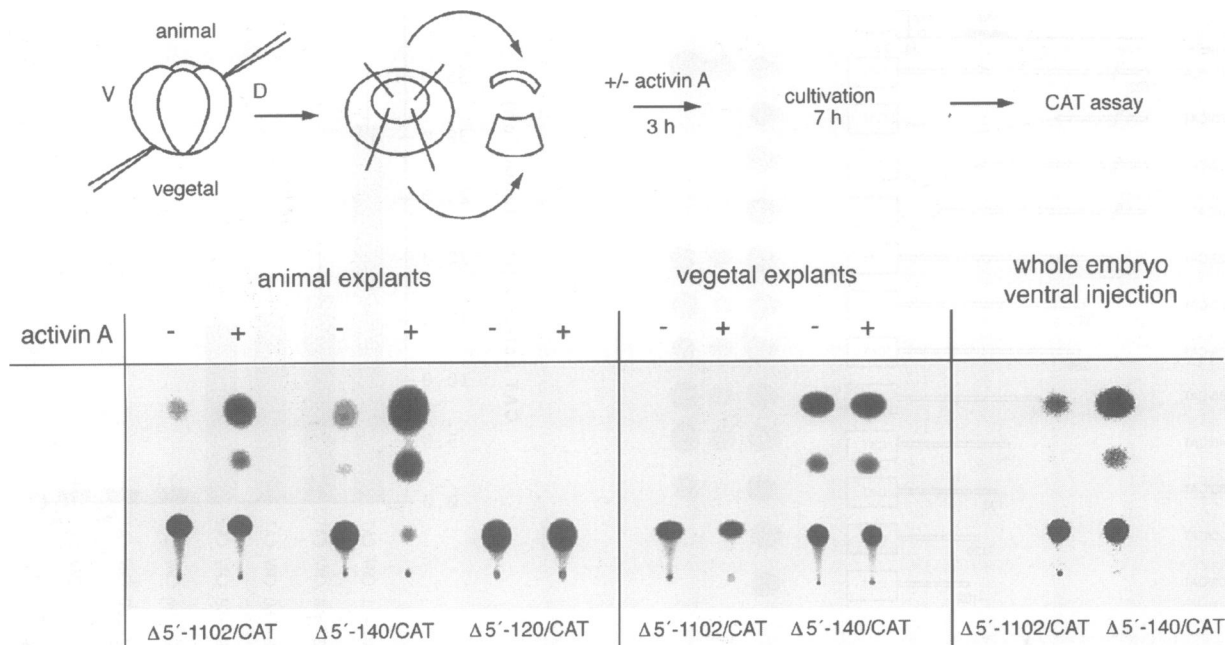 animal
V
D
vegetal
+/- activin A
3 h
cultivation
7 h
CAT assay
animal explants
vegetal explants
whole embryo
ventral injection
activin A - + - + - + - + - +
Δ5´-1102/CAT Δ5´-140/CAT Δ5´-120/CAT Δ5´-1102/CAT Δ5´-140/CAT Δ5´-1102/CAT Δ5´-140/CAT